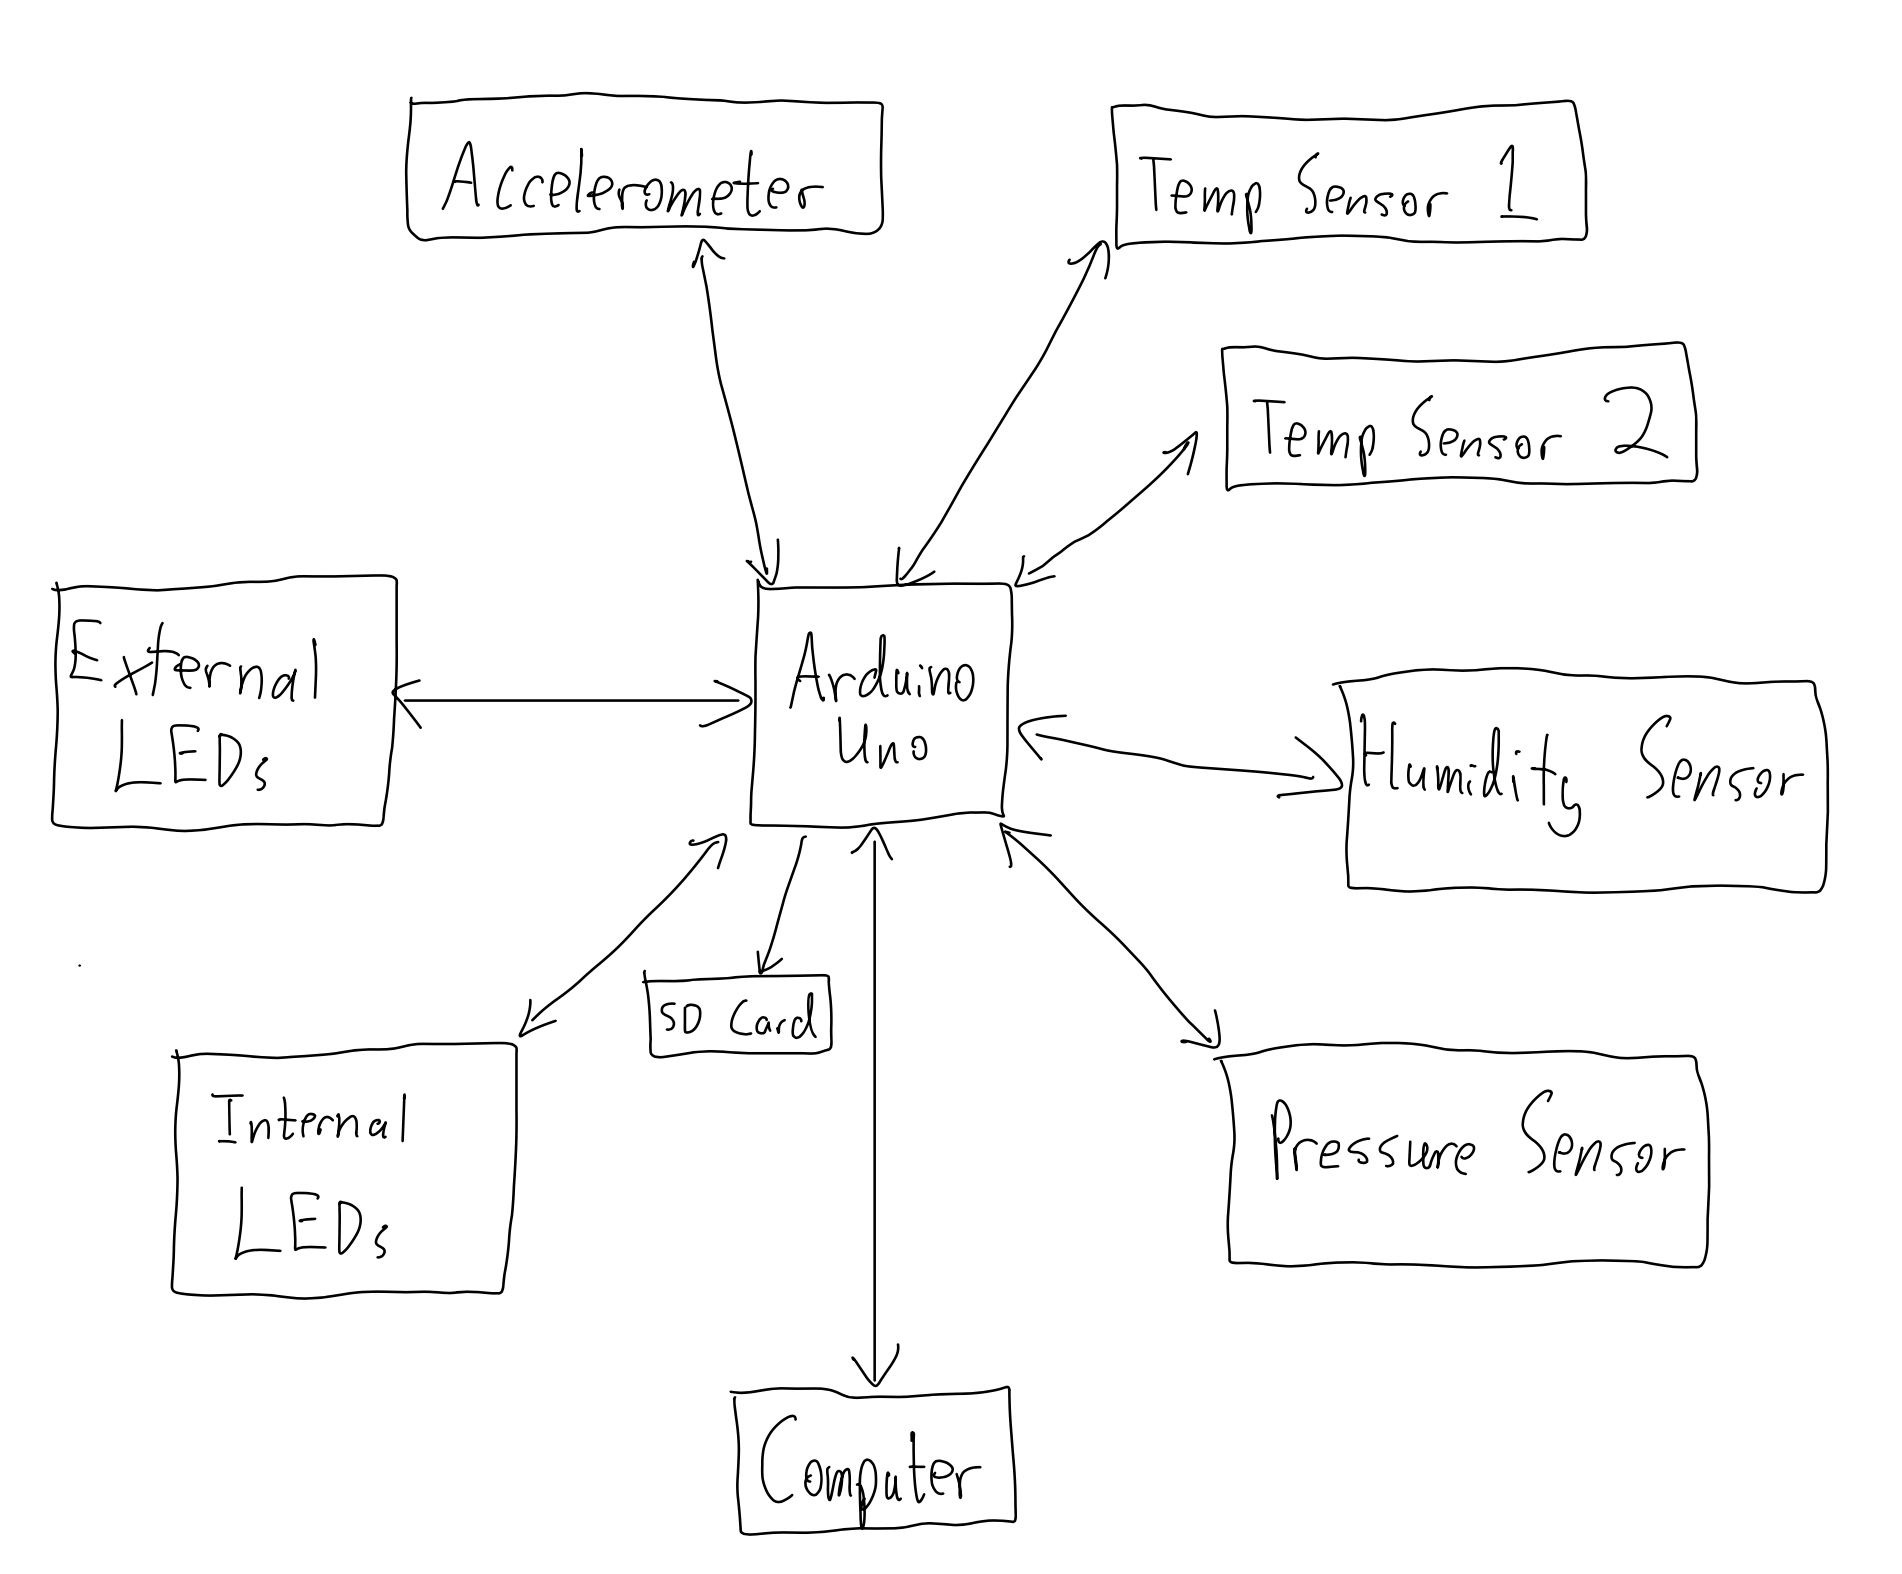 Accelerometer
Temp Sensor 1
Temp Sensor 2
External
LEDs
Arduino
Uno
Humidity Sensor
SD Card
Internal
LEDs
Pressure Sensor
Computer